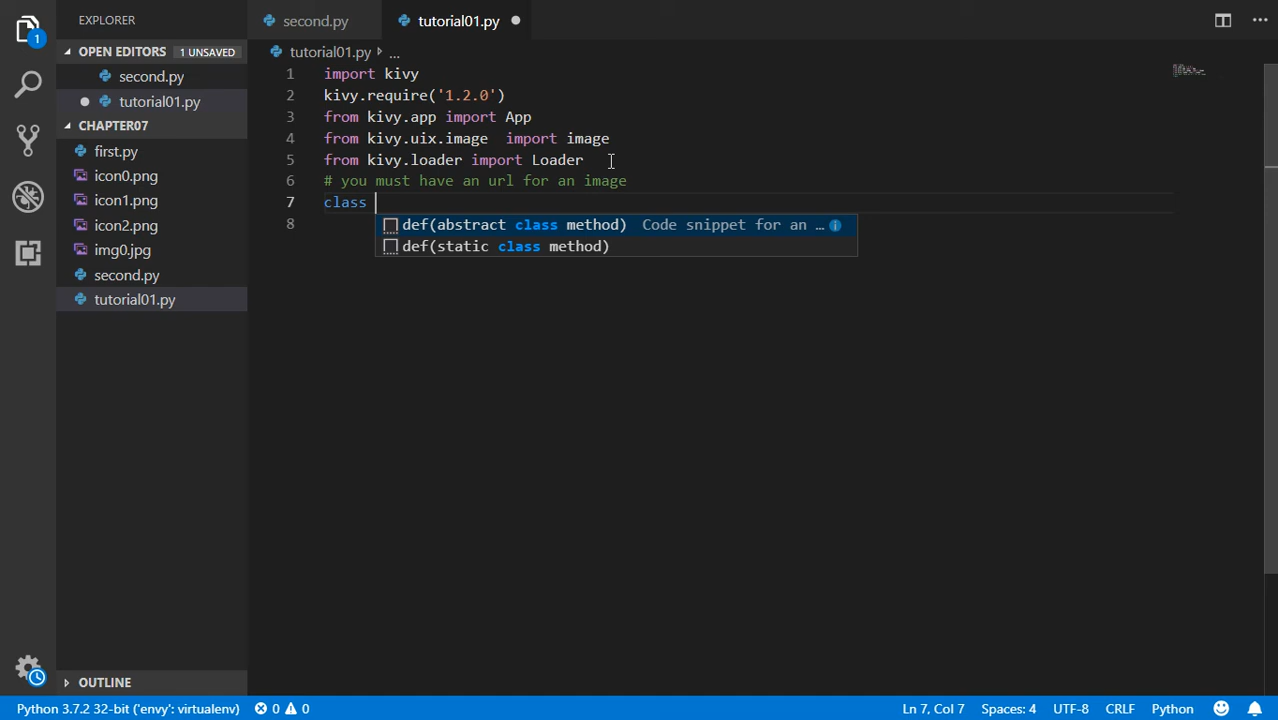 EXPLORER
second.py
tutorial01.py
OPEN EDITORS 1 UNSAVED
second.py
tutorial01.py
CHAPTER07
first.py
icon0.png
icon1.png
icon2.png
img0.jpg
second.py
tutorial01.py
OUTLINE
1
tutorial01.py ...
1 import kivy
2 kivy.require('1.2.0')
3 from kivy.app import App
4 from kivy.uix.image  import image
5 from kivy.loader import Loader
6 # you must have an url for an image
7 class
8
def(abstract class method) Code snippet for an …
def(static class method)
Python 3.7.2 32-bit ('envy': virtualenv) 0 0 Ln 7, Col 7 Spaces: 4 UTF-8 CRLF Python